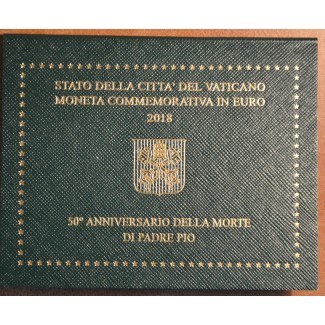 STATO DELLA CITTA' DEL VATICANO
MONETA COMMEMORATIVA IN EURO
2018
50° ANNIVERSARIO DELLA MORTE
DI PADRE PIO